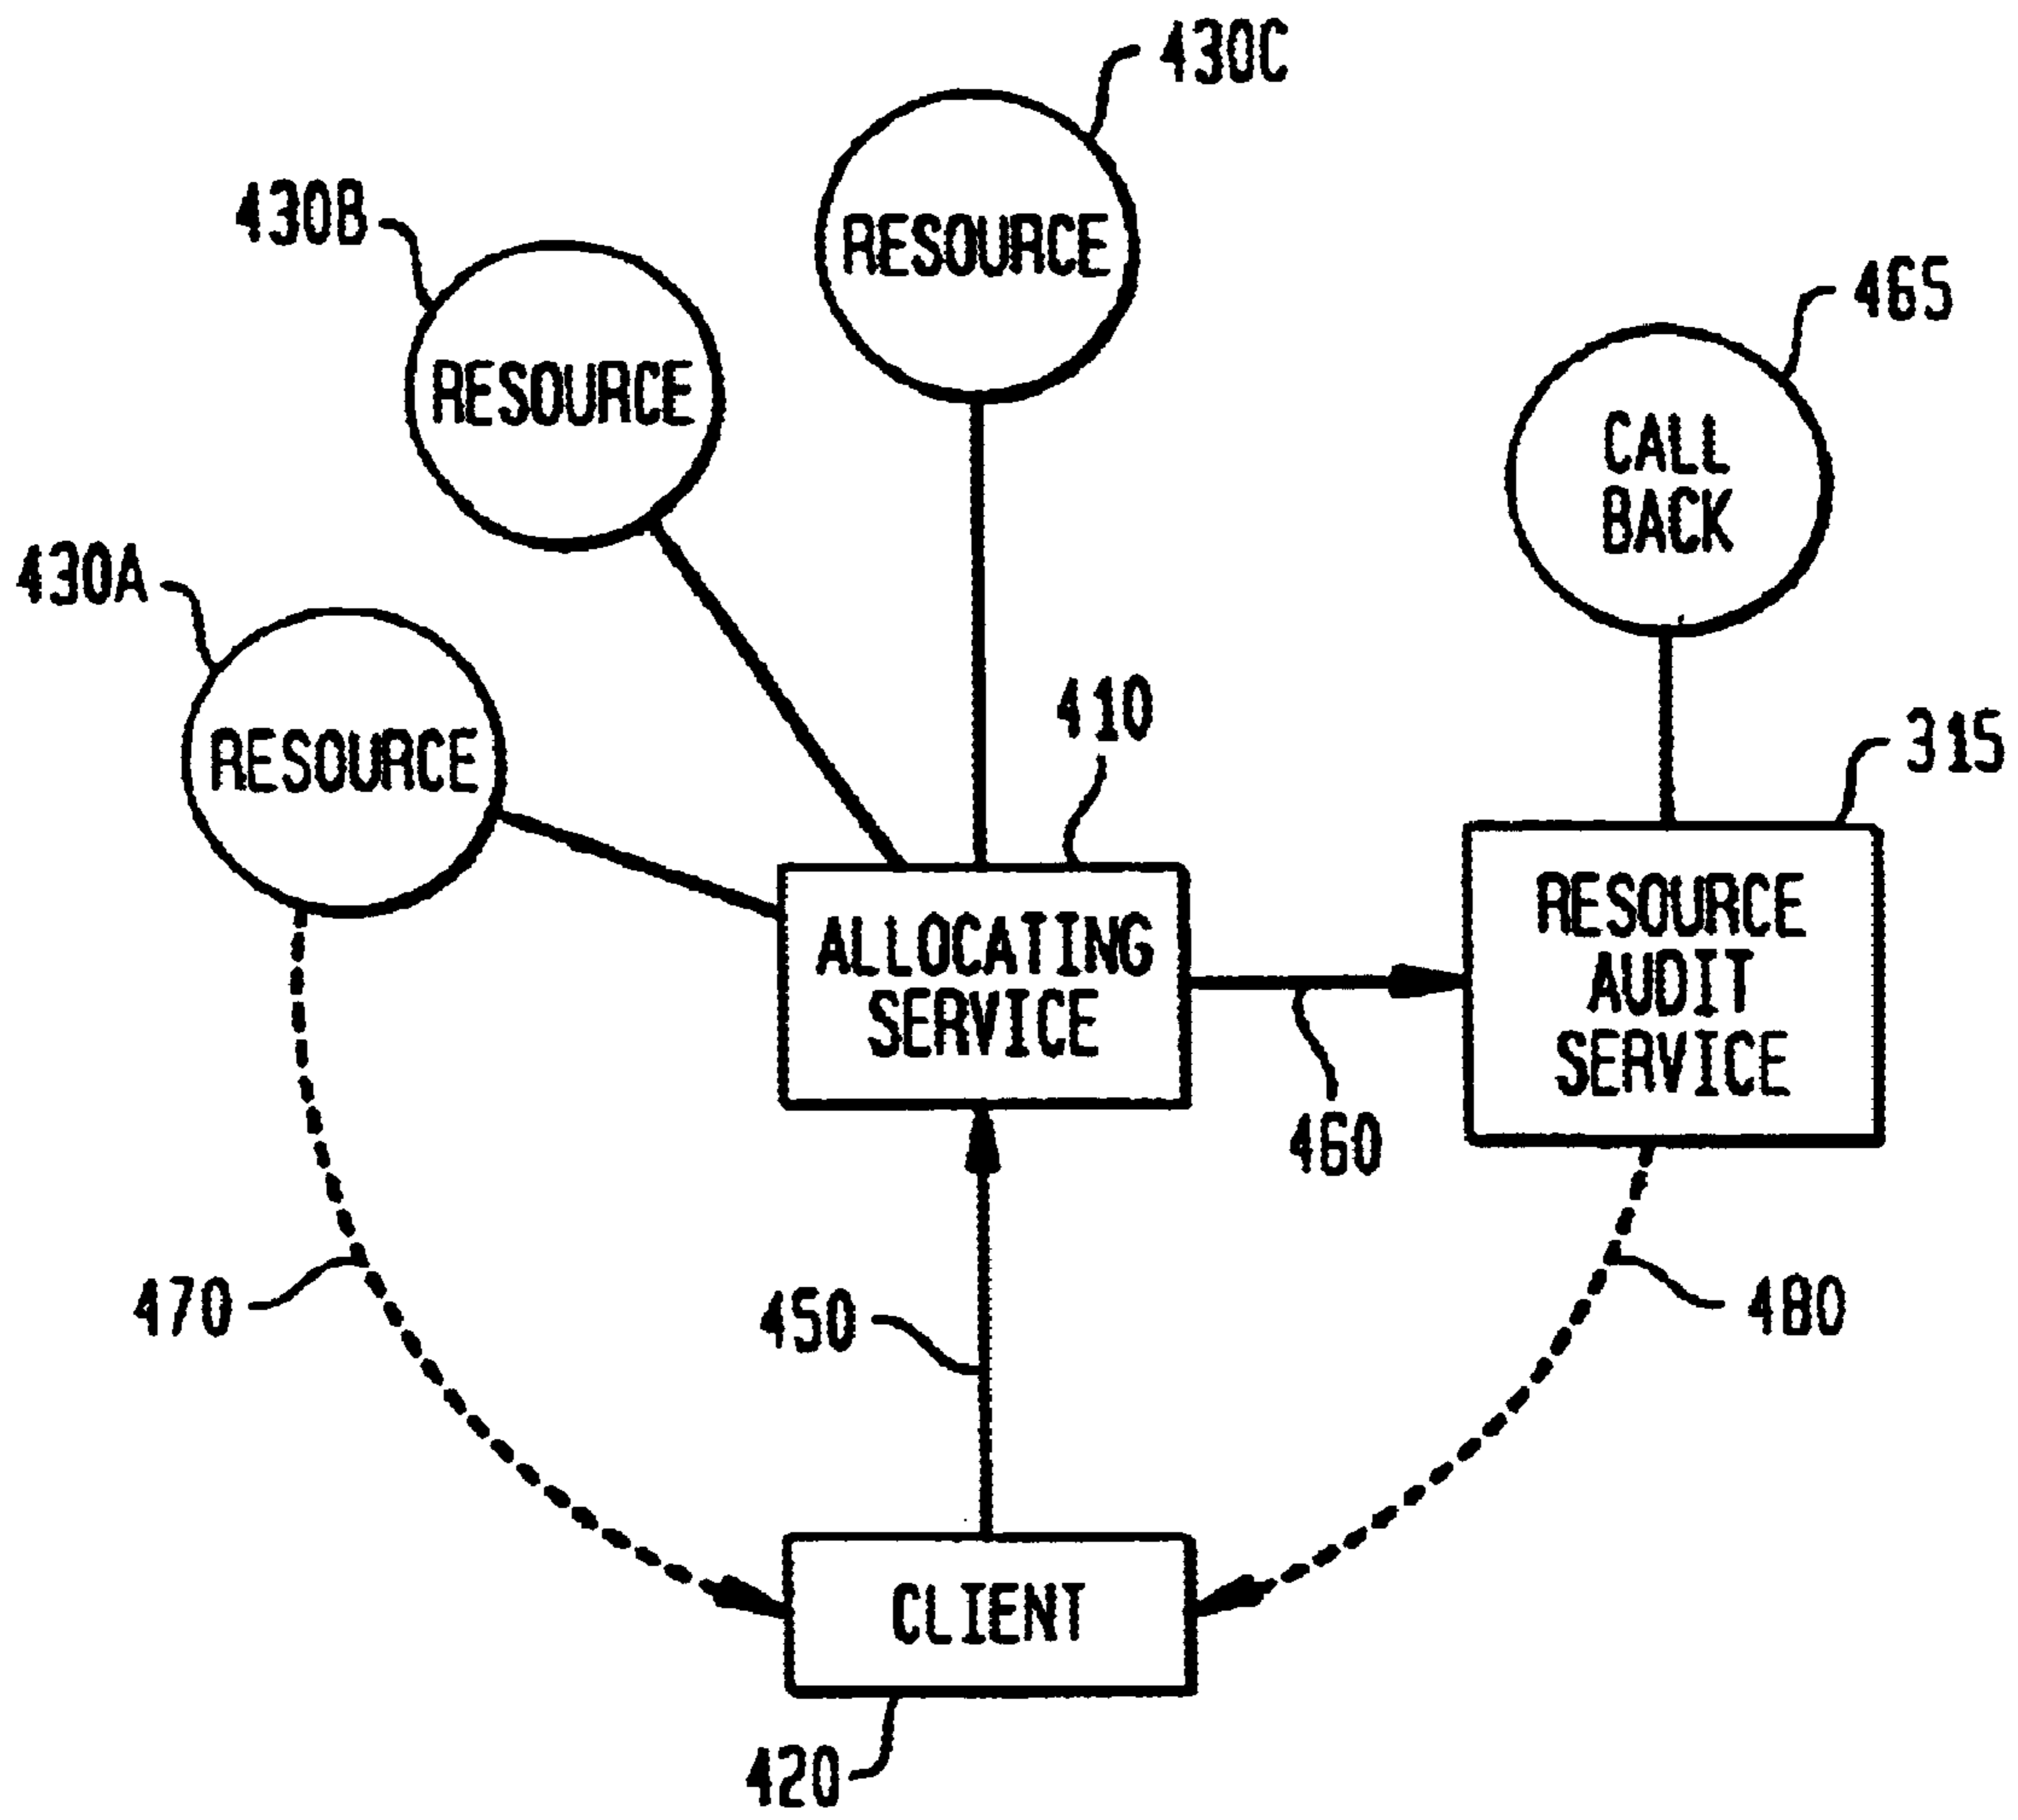 430C
430B
RESOURCE
465
RESOURCE
CALL
BACK
430A
410
315
RESOURCE
RESOURCE
AUDIT
SERVICE
ALLOCATING
SERVICE
460
470
450
480
CLIENT
420